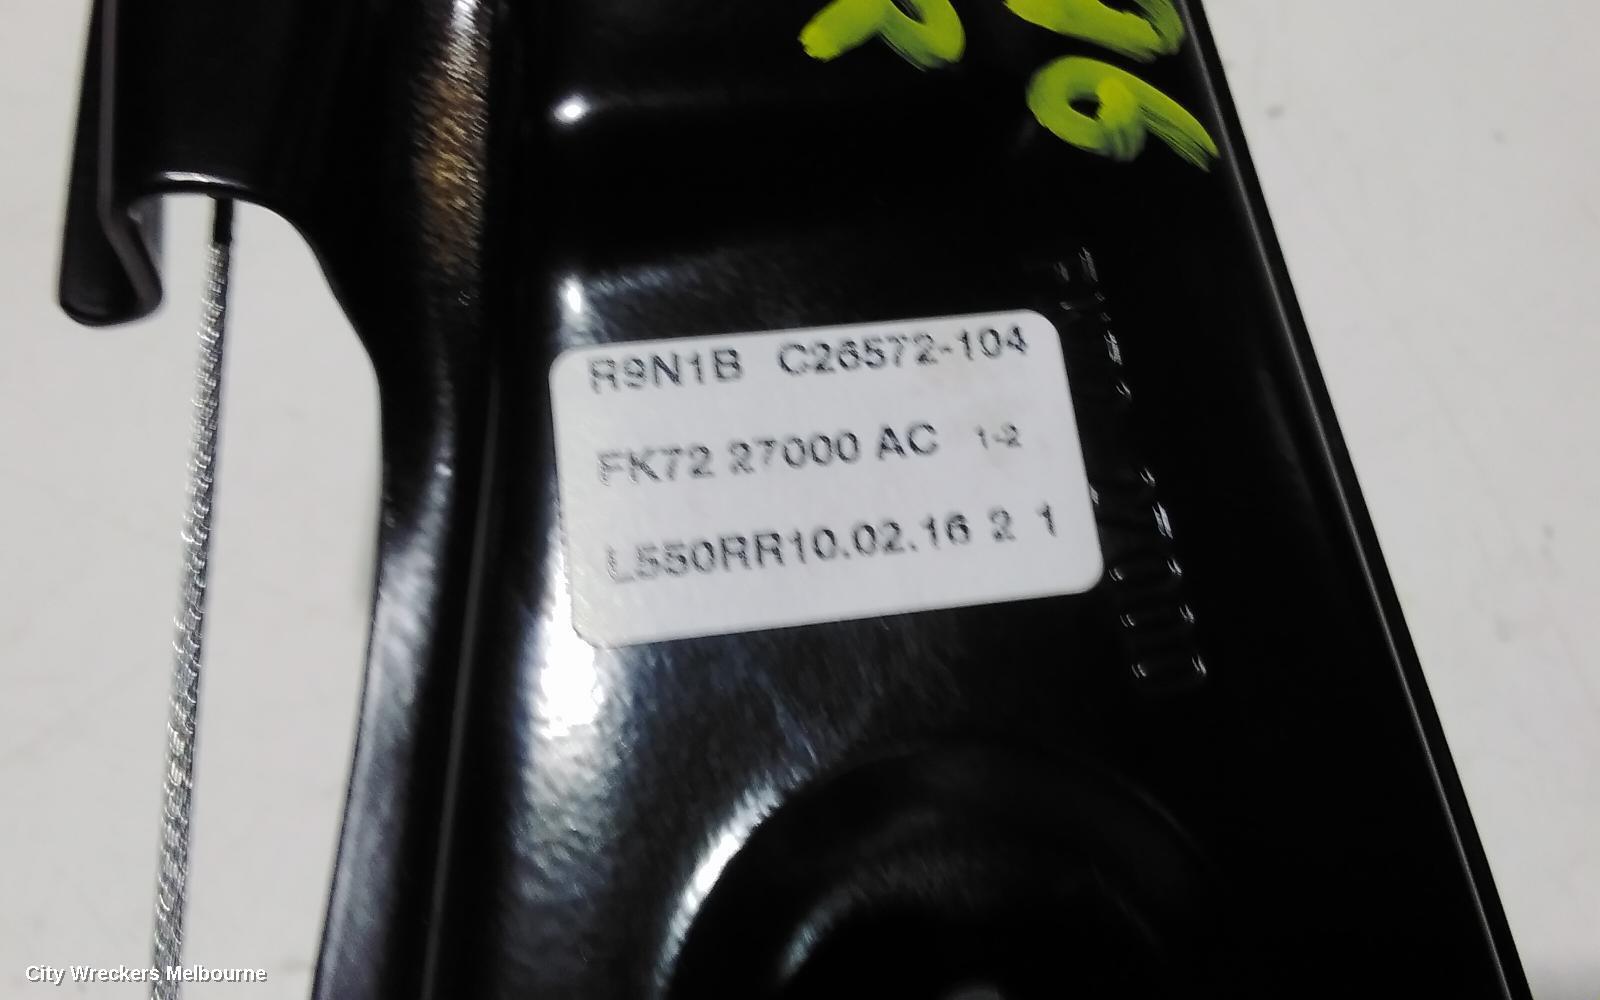 R9N1B C26572-104
FK72 27000 AC 1-2
L550RR10.02.16 2 1
City Wreckers Melbourne